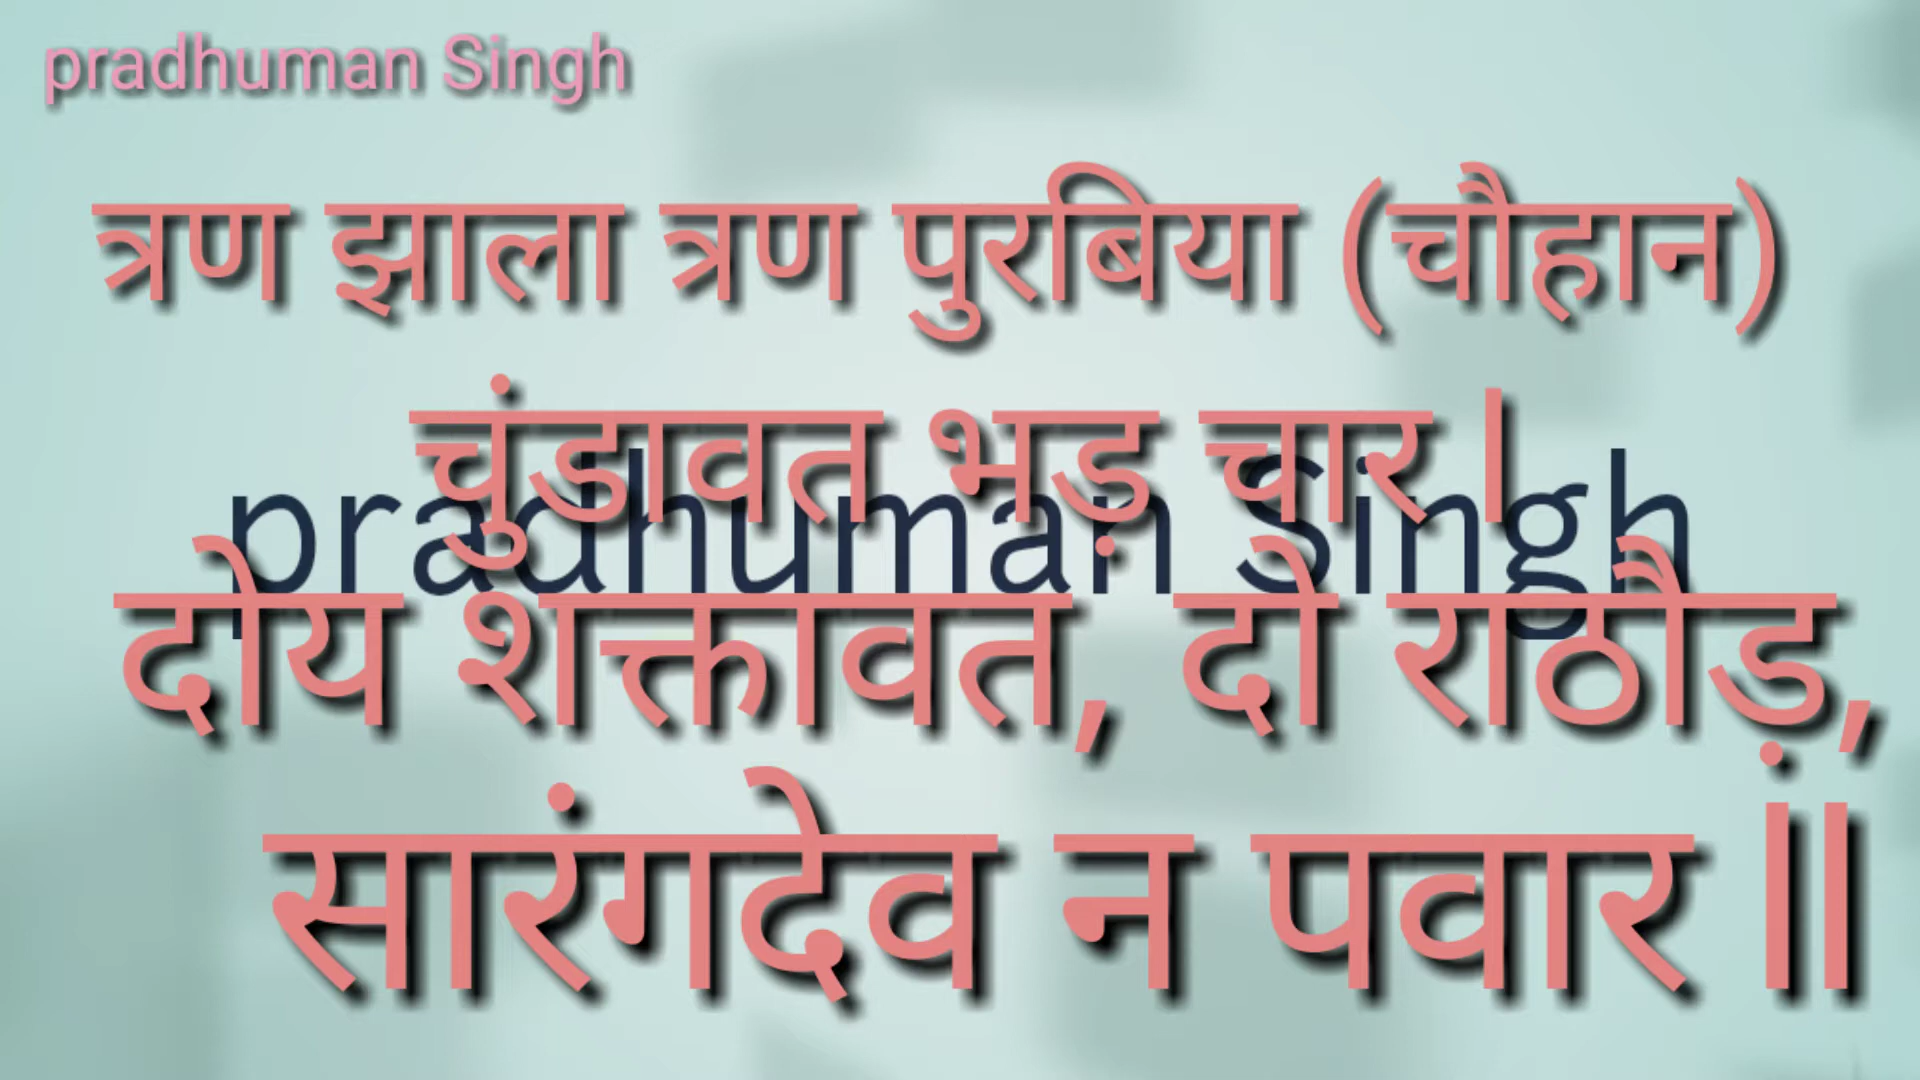 pradhuman Singh
त्रण झाला त्रण पुरबिया (चौहान)
चुंडावत भड़ चार।
pradhuman Singh
दोय शक्तावत, दो राठौड़,
सारंगदेव न पवार॥